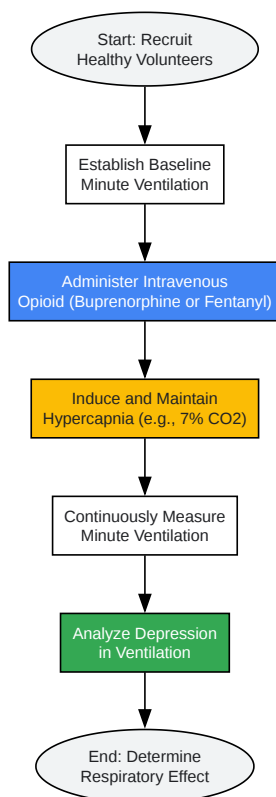 Start: Recruit
Healthy Volunteers
Establish Baseline
Minute Ventilation
Administer Intravenous
Opioid (Buprenorphine or Fentanyl)
Induce and Maintain
Hypercapnia (e.g., 7% CO2)
Continuously Measure
Minute Ventilation
Analyze Depression
in Ventilation
End: Determine
Respiratory Effect